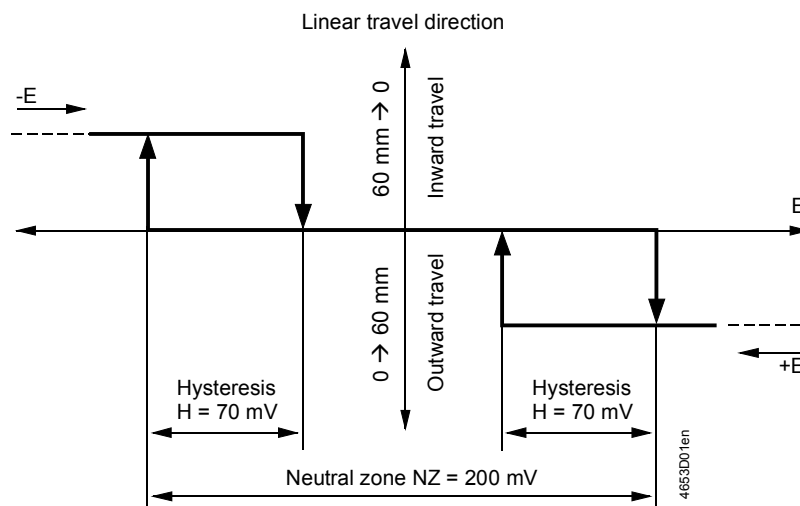 Linear travel direction
-E
60 mm → 0
Inward travel
E
0 → 60 mm
Outward travel
+E
Hysteresis
H = 70 mV
Hysteresis
H = 70 mV
Neutral zone NZ = 200 mV
4653D01en